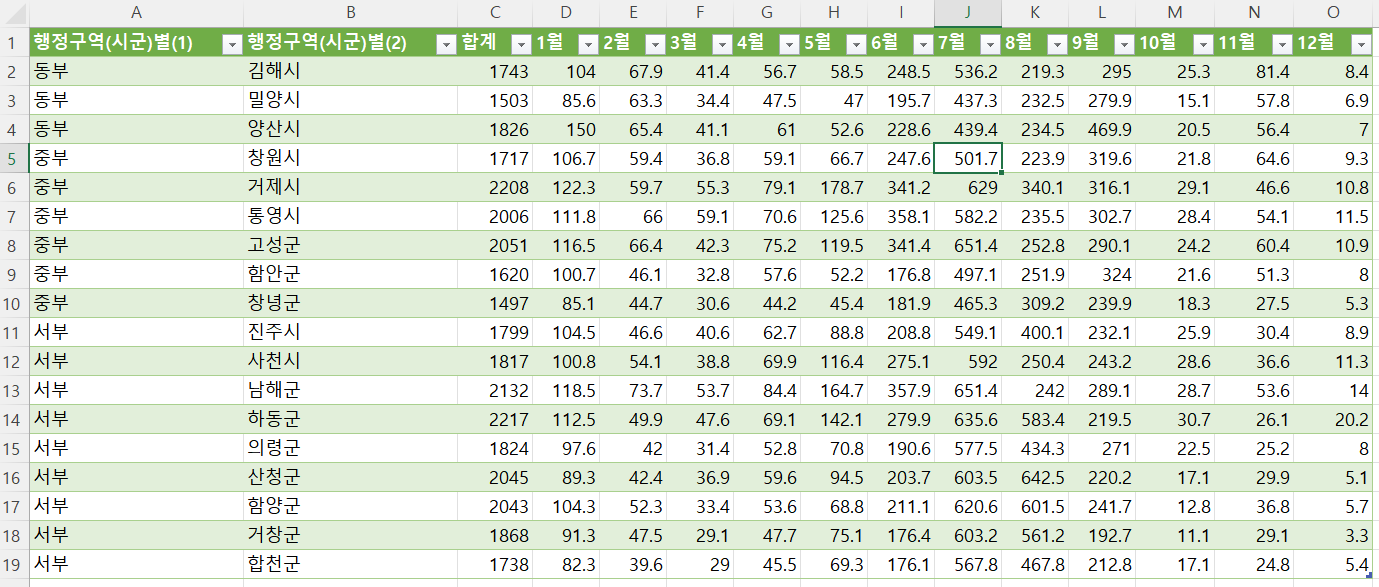 A B C D E F G H I J K L M N O
1 행정구역(시군)별(1) 행정구역(시군)별(2) 합계 1월 2월 3월 4월 5월 6월 7월 8월 9월 10월 11월 12월
2 동부 김해시 1743 104 67.9 41.4 56.7 58.5 248.5 536.2 219.3 295 25.3 81.4 8.4
3 동부 밀양시 1503 85.6 63.3 34.4 47.5 47 195.7 437.3 232.5 279.9 15.1 57.8 6.9
4 동부 양산시 1826 150 65.4 41.1 61 52.6 228.6 439.4 234.5 469.9 20.5 56.4 7
5 중부 창원시 1717 106.7 59.4 36.8 59.1 66.7 247.6 501.7 223.9 319.6 21.8 64.6 9.3
6 중부 거제시 2208 122.3 59.7 55.3 79.1 178.7 341.2 629 340.1 316.1 29.1 46.6 10.8
7 중부 통영시 2006 111.8 66 59.1 70.6 125.6 358.1 582.2 235.5 302.7 28.4 54.1 11.5
8 중부 고성군 2051 116.5 66.4 42.3 75.2 119.5 341.4 651.4 252.8 290.1 24.2 60.4 10.9
9 중부 함안군 1620 100.7 46.1 32.8 57.6 52.2 176.8 497.1 251.9 324 21.6 51.3 8
10 중부 창녕군 1497 85.1 44.7 30.6 44.2 45.4 181.9 465.3 309.2 239.9 18.3 27.5 5.3
11 서부 진주시 1799 104.5 46.6 40.6 62.7 88.8 208.8 549.1 400.1 232.1 25.9 30.4 8.9
12 서부 사천시 1817 100.8 54.1 38.8 69.9 116.4 275.1 592 250.4 243.2 28.6 36.6 11.3
13 서부 남해군 2132 118.5 73.7 53.7 84.4 164.7 357.9 651.4 242 289.1 28.7 53.6 14
14 서부 하동군 2217 112.5 49.9 47.6 69.1 142.1 279.9 635.6 583.4 219.5 30.7 26.1 20.2
15 서부 의령군 1824 97.6 42 31.4 52.8 70.8 190.6 577.5 434.3 271 22.5 25.2 8
16 서부 산청군 2045 89.3 42.4 36.9 59.6 94.5 203.7 603.5 642.5 220.2 17.1 29.9 5.1
17 서부 함양군 2043 104.3 52.3 33.4 53.6 68.8 211.1 620.6 601.5 241.7 12.8 36.8 5.7
18 서부 거창군 1868 91.3 47.5 29.1 47.7 75.1 176.4 603.2 561.2 192.7 11.1 29.1 3.3
19 서부 합천군 1738 82.3 39.6 29 45.5 69.3 176.1 567.8 467.8 212.8 17.1 24.8 5.4